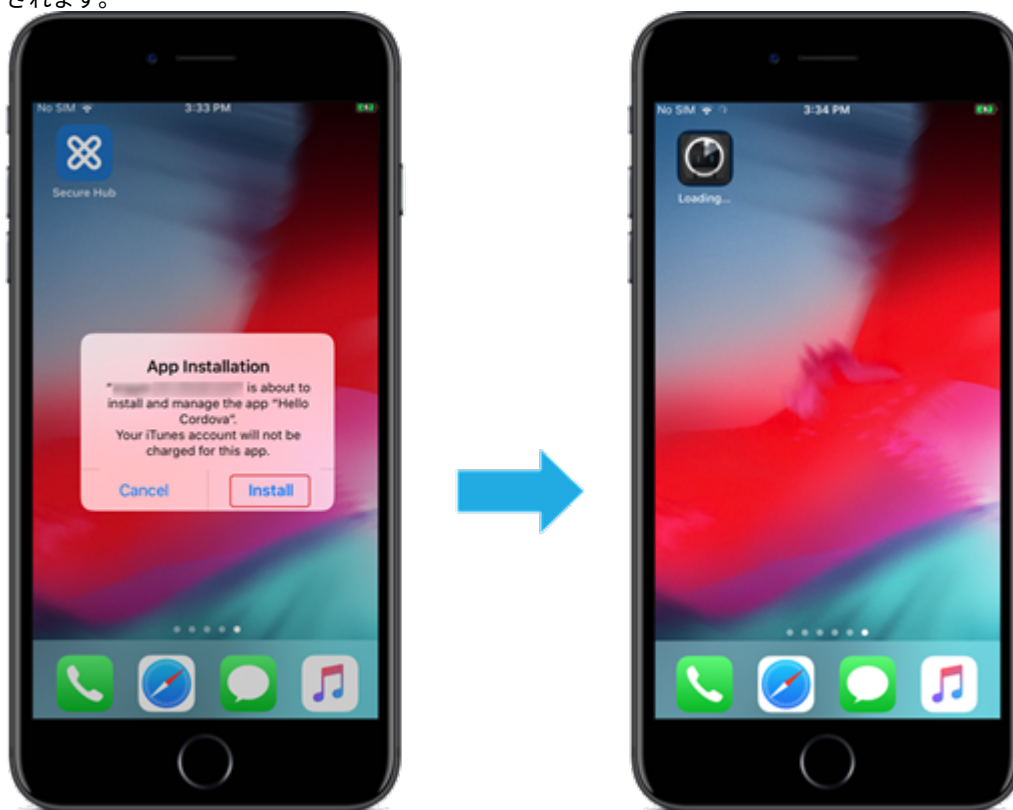 されます。
No SIM 3:33 PM
Secure Hub
App Installation
" is about to
install and manage the app "Hello
Cordova".
Your iTunes account will not be
charged for this app.
Cancel Install
No SIM 3:34 PM
Loading...